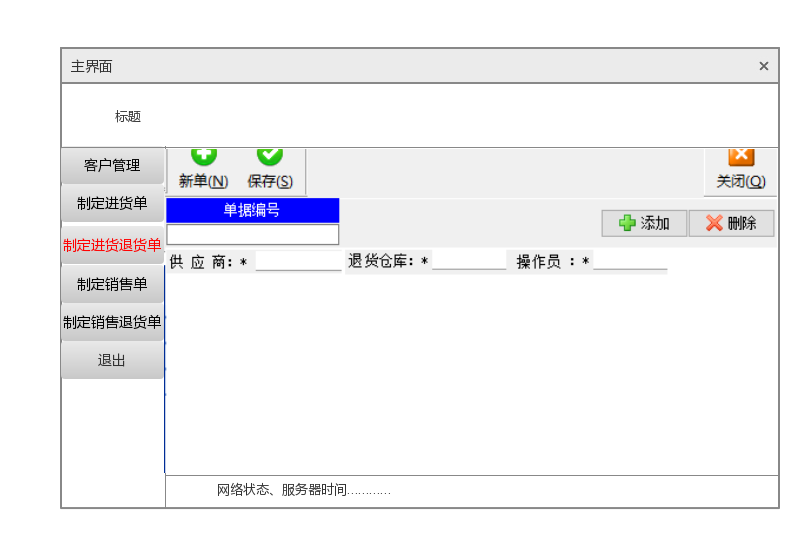 主界面 ×
标题
客户管理
制定进货单
制定进货退货单
制定销售单
制定销售退货单
退出
新单(N) 保存(S) 关闭(Q)
单据编号
添加 删除
供 应 商: * 退货仓库: * 操作员 : *
网络状态、服务器时间…………